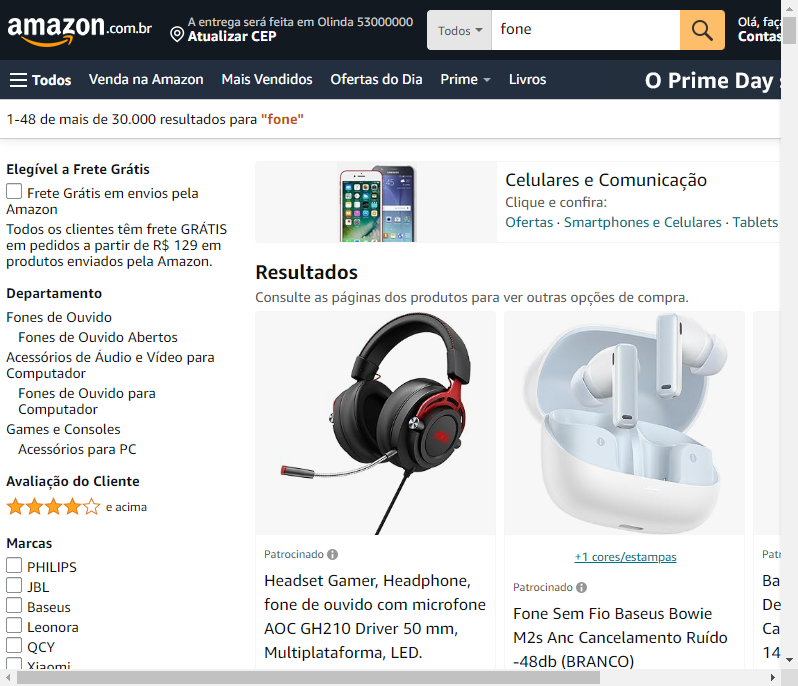 amazon.com.br
A entrega será feita em Olinda 53000000
Atualizar CEP
Todos
fone
Olá, faça
Contas
Todos
Venda na Amazon
Mais Vendidos
Ofertas do Dia
Prime
Livros
O Prime Day
1-48 de mais de 30.000 resultados para "fone"
Elegível a Frete Grátis
Frete Grátis em envios pela
Amazon
Todos os clientes têm frete GRÁTIS
em pedidos a partir de R$ 129 em
produtos enviados pela Amazon.
Departamento
Fones de Ouvido
Fones de Ouvido Abertos
Acessórios de Áudio e Vídeo para
Computador
Fones de Ouvido para
Computador
Games e Consoles
Acessórios para PC
Avaliação do Cliente
e acima
Marcas
PHILIPS
JBL
Baseus
Leonora
QCY
Xiaomi
Celulares e Comunicação
Clique e confira:
Ofertas · Smartphones e Celulares · Tablets
Resultados
Consulte as páginas dos produtos para ver outras opções de compra.
Patrocinado
Headset Gamer, Headphone,
fone de ouvido com microfone
AOC GH210 Driver 50 mm,
Multiplataforma, LED.
+1 cores/estampas
Patrocinado
Fone Sem Fio Baseus Bowie
M2s Anc Cancelamento Ruído
-48db (BRANCO)
Patr
Ba
De
Ca
14